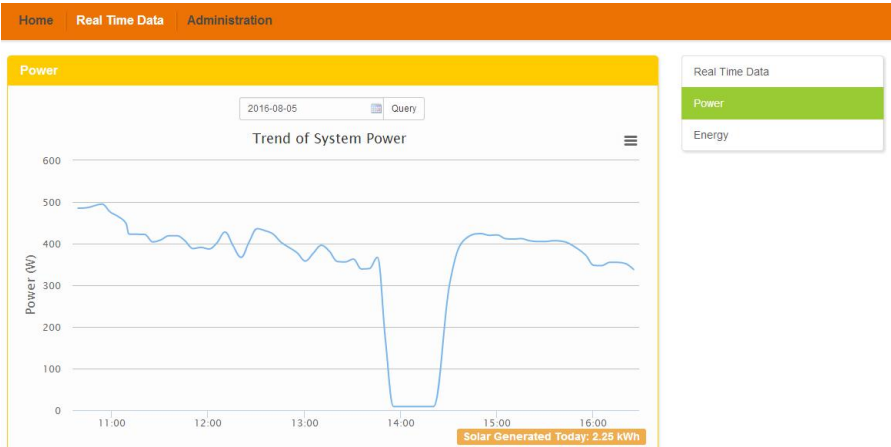 Home Real Time Data Administration
Power
2016-08-05 Query
Trend of System Power
600
500
400
300
200
100
0
Power (W)
11:00 12:00 13:00 14:00 15:00 16:00
Solar Generated Today: 2.25 kWh
Real Time Data
Power
Energy